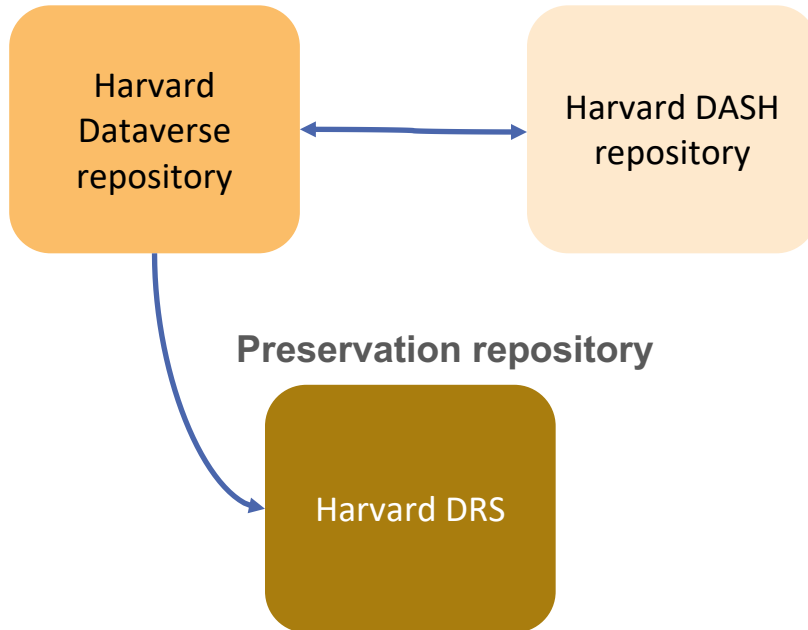 Harvard
Dataverse
repository
Harvard DASH
repository
Preservation repository
Harvard DRS